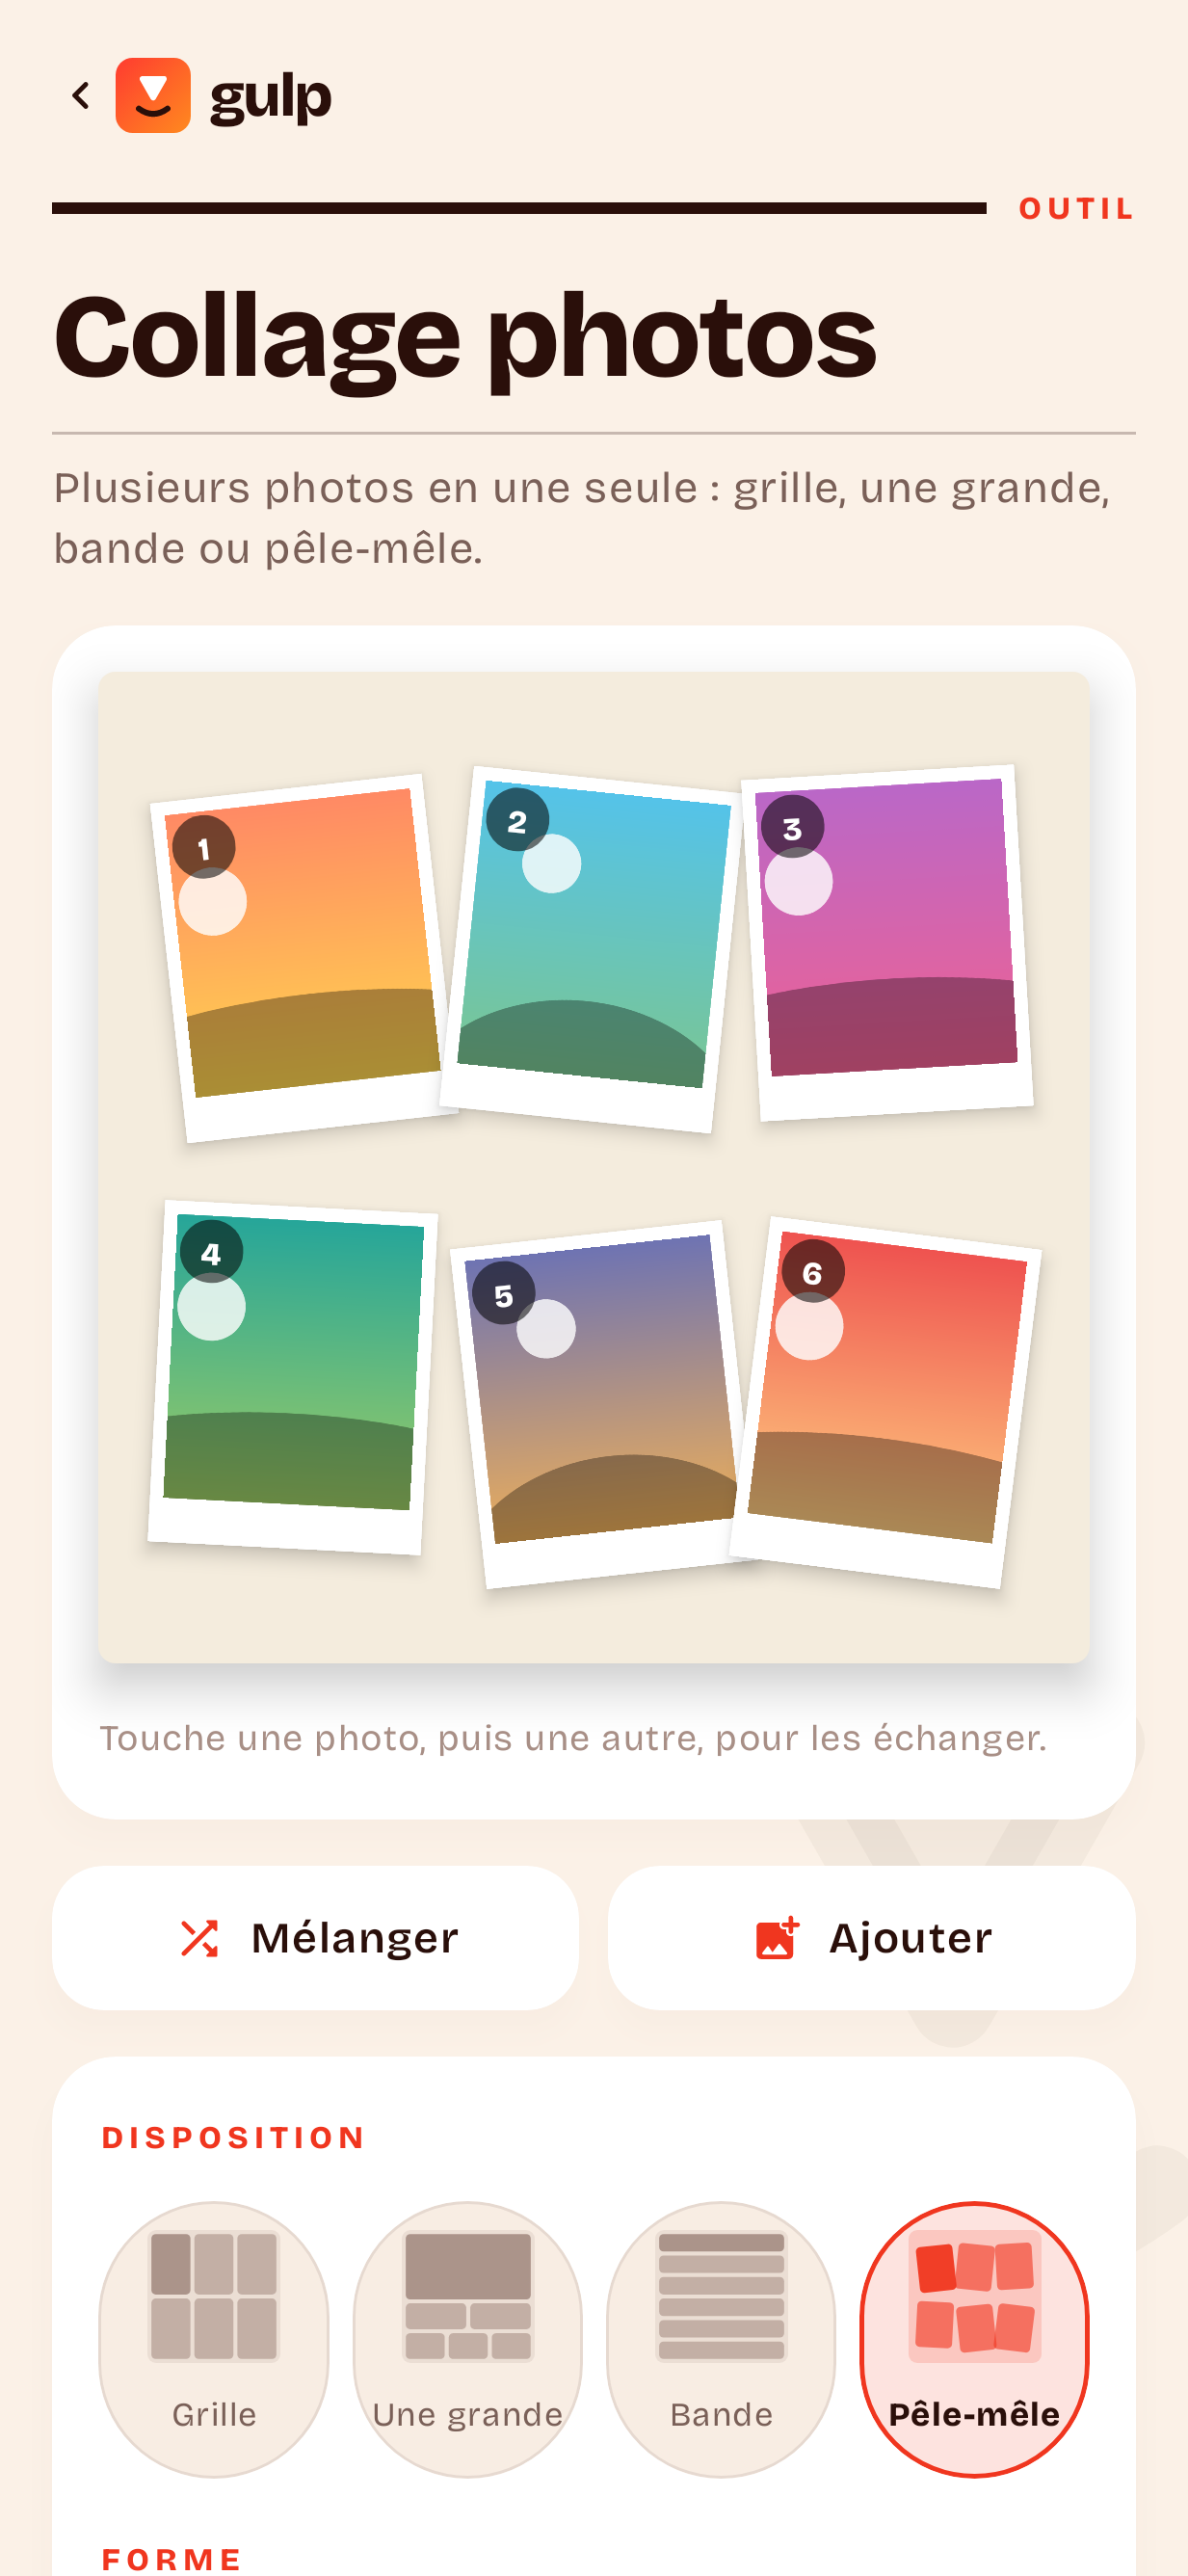 gulp
OUTIL
Collage photos
Plusieurs photos en une seule : grille, une grande,
bande ou pêle-mêle.
1
2
3
4
5
6
Touche une photo, puis une autre, pour les échanger.
Mélanger
Ajouter
DISPOSITION
Grille
Une grande
Bande
Pêle-mêle
FORME